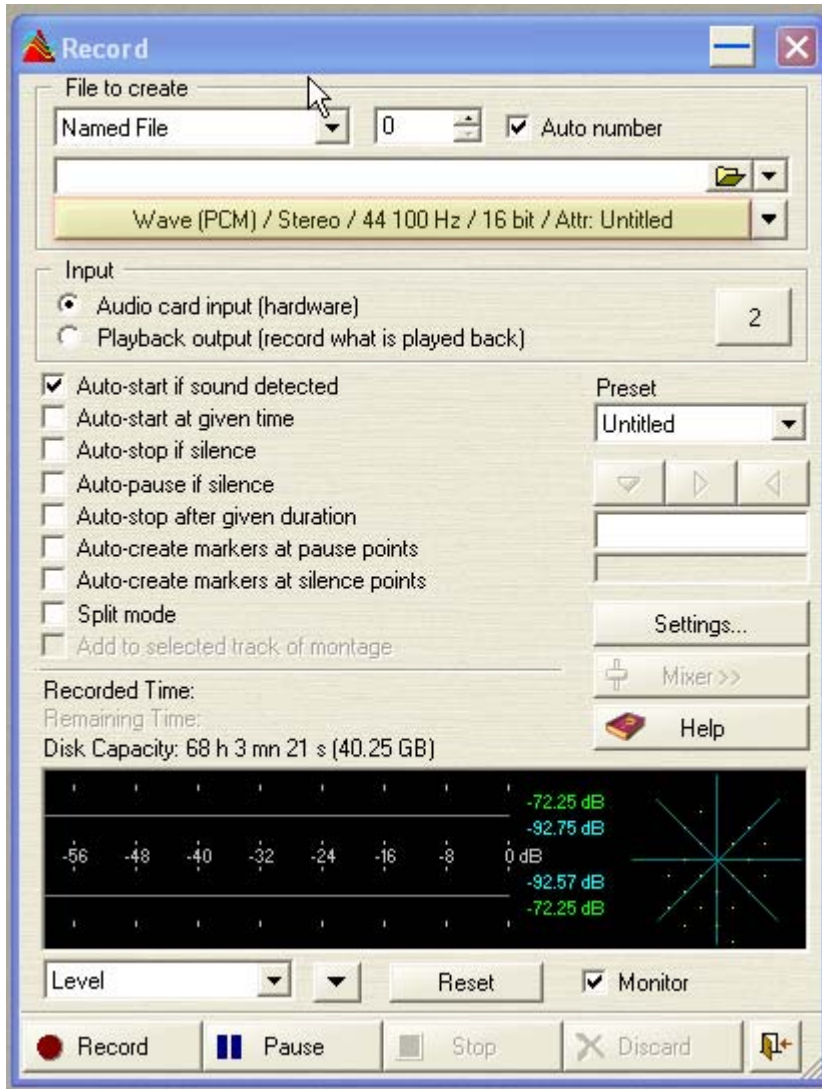 Record
File to create
Named File 0 Auto number
Wave (PCM) / Stereo / 44 100 Hz / 16 bit / Attr: Untitled
Input
Audio card input (hardware)
Playback output (record what is played back)
2
Auto-start if sound detected
Auto-start at given time
Auto-stop if silence
Auto-pause if silence
Auto-stop after given duration
Auto-create markers at pause points
Auto-create markers at silence points
Split mode
Add to selected track of montage
Preset
Untitled
Settings...
Mixer >>
Help
Recorded Time:
Remaining Time:
Disk Capacity: 68 h 3 mn 21 s (40.25 GB)
-72.25 dB
-92.75 dB
-56 -48 -40 -32 -24 -16 -8 0 dB
-92.57 dB
-72.25 dB
Level Reset Monitor
Record Pause Stop Discard